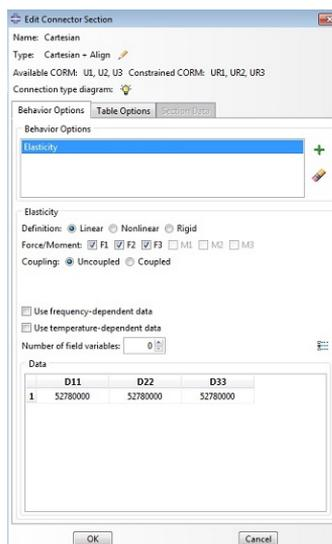 Edit Connector Section
Name: Cartesian
Type: Cartesian + Align
Available CORM: U1, U2, U3 Constrained CORM: UR1, UR2, UR3
Connection type diagram:
Behavior Options Table Options Section Data
Behavior Options
Elasticity
Elasticity
Definition: Linear Nonlinear Rigid
Force/Moment: F1 F2 F3 M1 M2 M3
Coupling: Uncoupled Coupled
Use frequency-dependent data
Use temperature-dependent data
Number of field variables: 0
Data
D11 D22 D33
1 52780000 52780000 52780000
OK Cancel